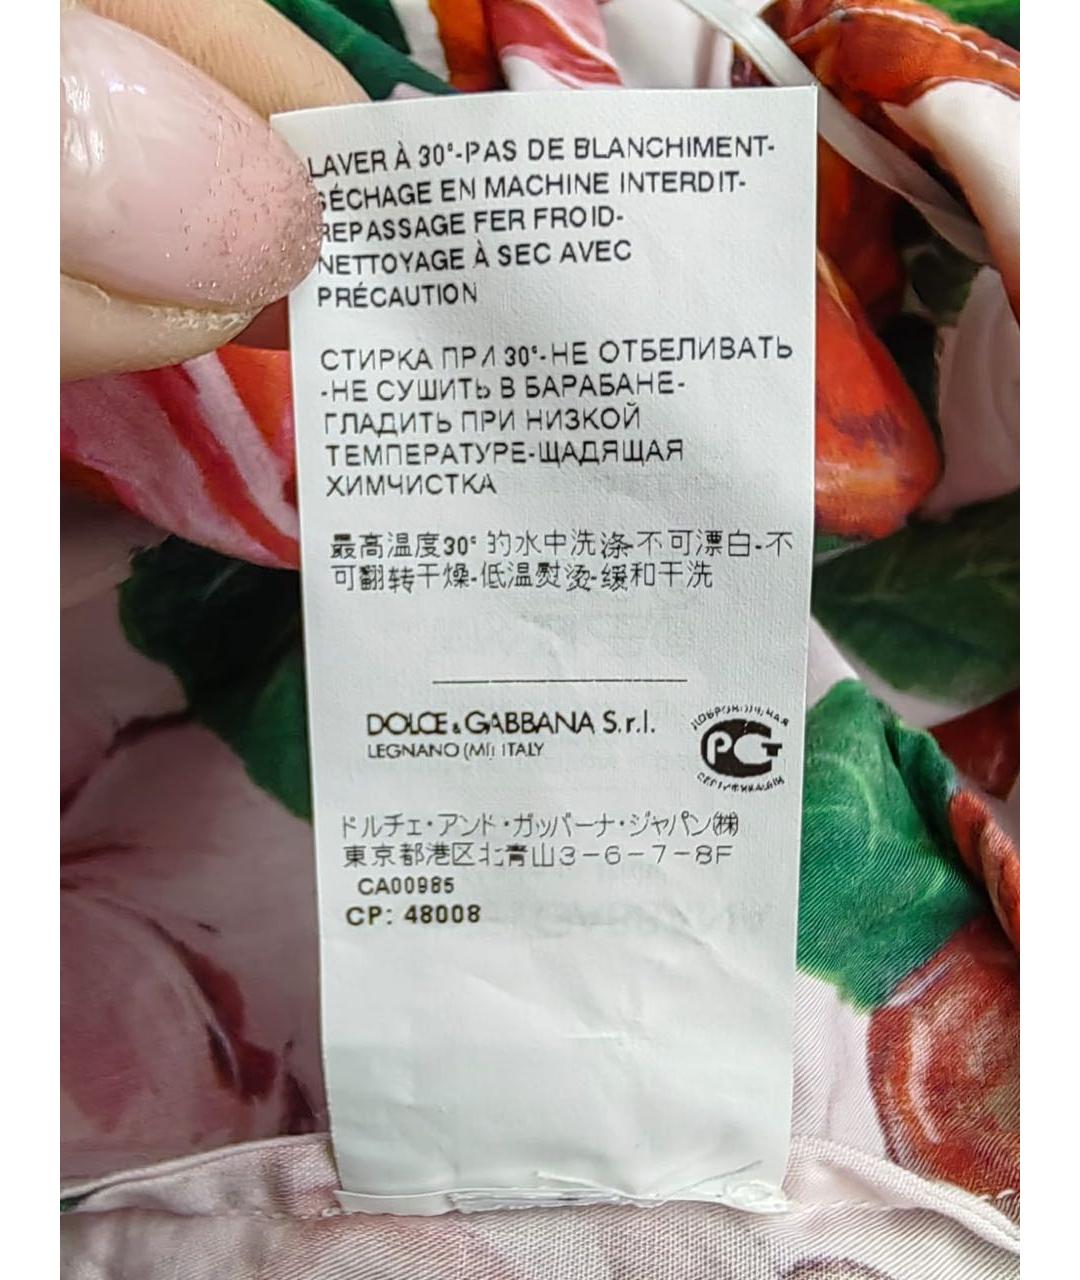 LAVER À 30°-PAS DE BLANCHIMENT-
SÉCHAGE EN MACHINE INTERDIT-
REPASSAGE FER FROID-
NETTOYAGE À SEC AVEC
PRÉCAUTION
СТИРКА ПРИ 30°-НЕ ОТБЕЛИВАТЬ
-НЕ СУШИТЬ В БАРАБАНЕ-
ГЛАДИТЬ ПРИ НИЗКОЙ
ТЕМПЕРАТУРЕ-ЩАДЯЩАЯ
ХИМЧИСТКА
最高温度30° 的水中洗涤-不可漂白-不
可翻转干燥-低温熨烫-缓和干洗
DOLCE & GABBANA S.r.l.
LEGNANO (MI) ITALY
ДОБРОВОЛЬНАЯ
РСТ
СЕРТИФИКАЦИЯ
ドルチェ・アンド・ガッバーナ・ジャパン㈱
東京都港区北青山3-6-7-8F
CA00985
CP: 48008